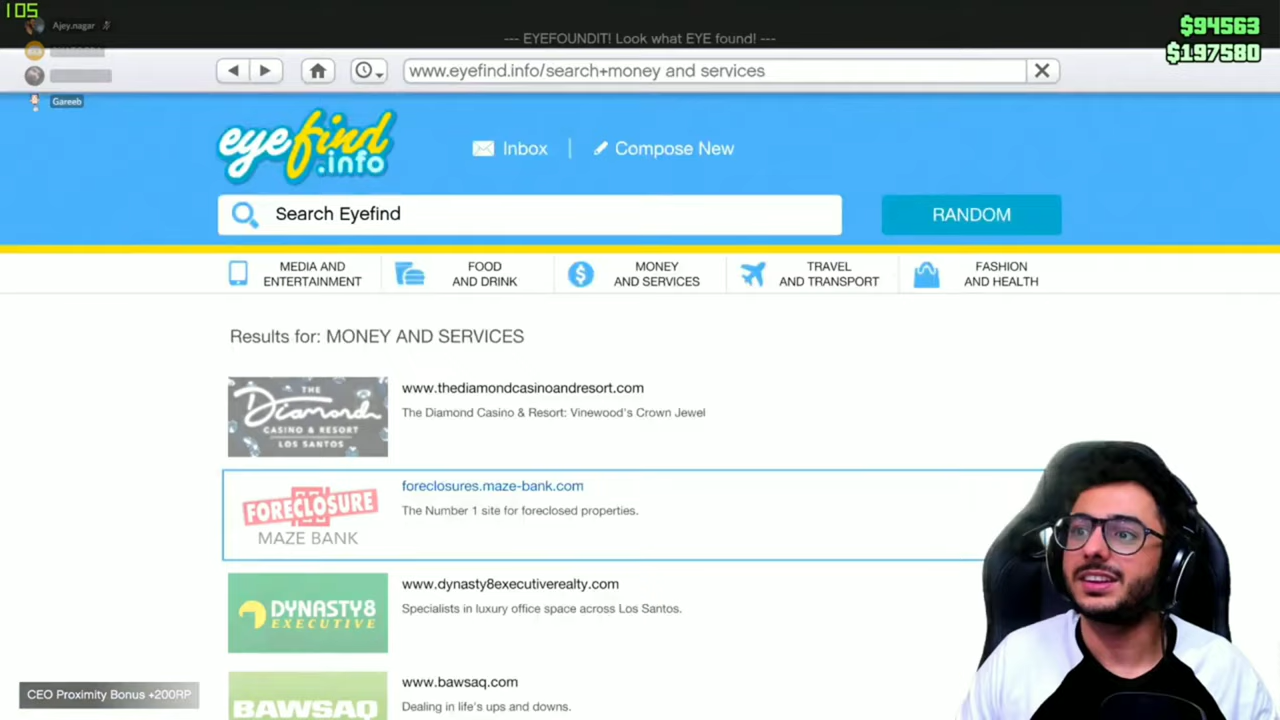 105
Ajey.nagar
Gareeb
--- EYEFOUNDIT! Look what EYE found! ---
$94563
$197580
www.eyefind.info/search+money and services
eyefind
.info
Inbox
Compose New
Search Eyefind
RANDOM
MEDIA AND
ENTERTAINMENT
FOOD
AND DRINK
MONEY
AND SERVICES
TRAVEL
AND TRANSPORT
FASHION
AND HEALTH
Results for: MONEY AND SERVICES
THE
Diamond
CASINO & RESORT
LOS SANTOS
www.thediamondcasinoandresort.com
The Diamond Casino & Resort: Vinewood's Crown Jewel
FORECLOSURE
MAZE BANK
foreclosures.maze-bank.com
The Number 1 site for foreclosed properties.
DYNASTY8
EXECUTIVE
www.dynasty8executiverealty.com
Specialists in luxury office space across Los Santos.
BAWSAQ
www.bawsaq.com
Dealing in life's ups and downs.
CEO Proximity Bonus +200RP